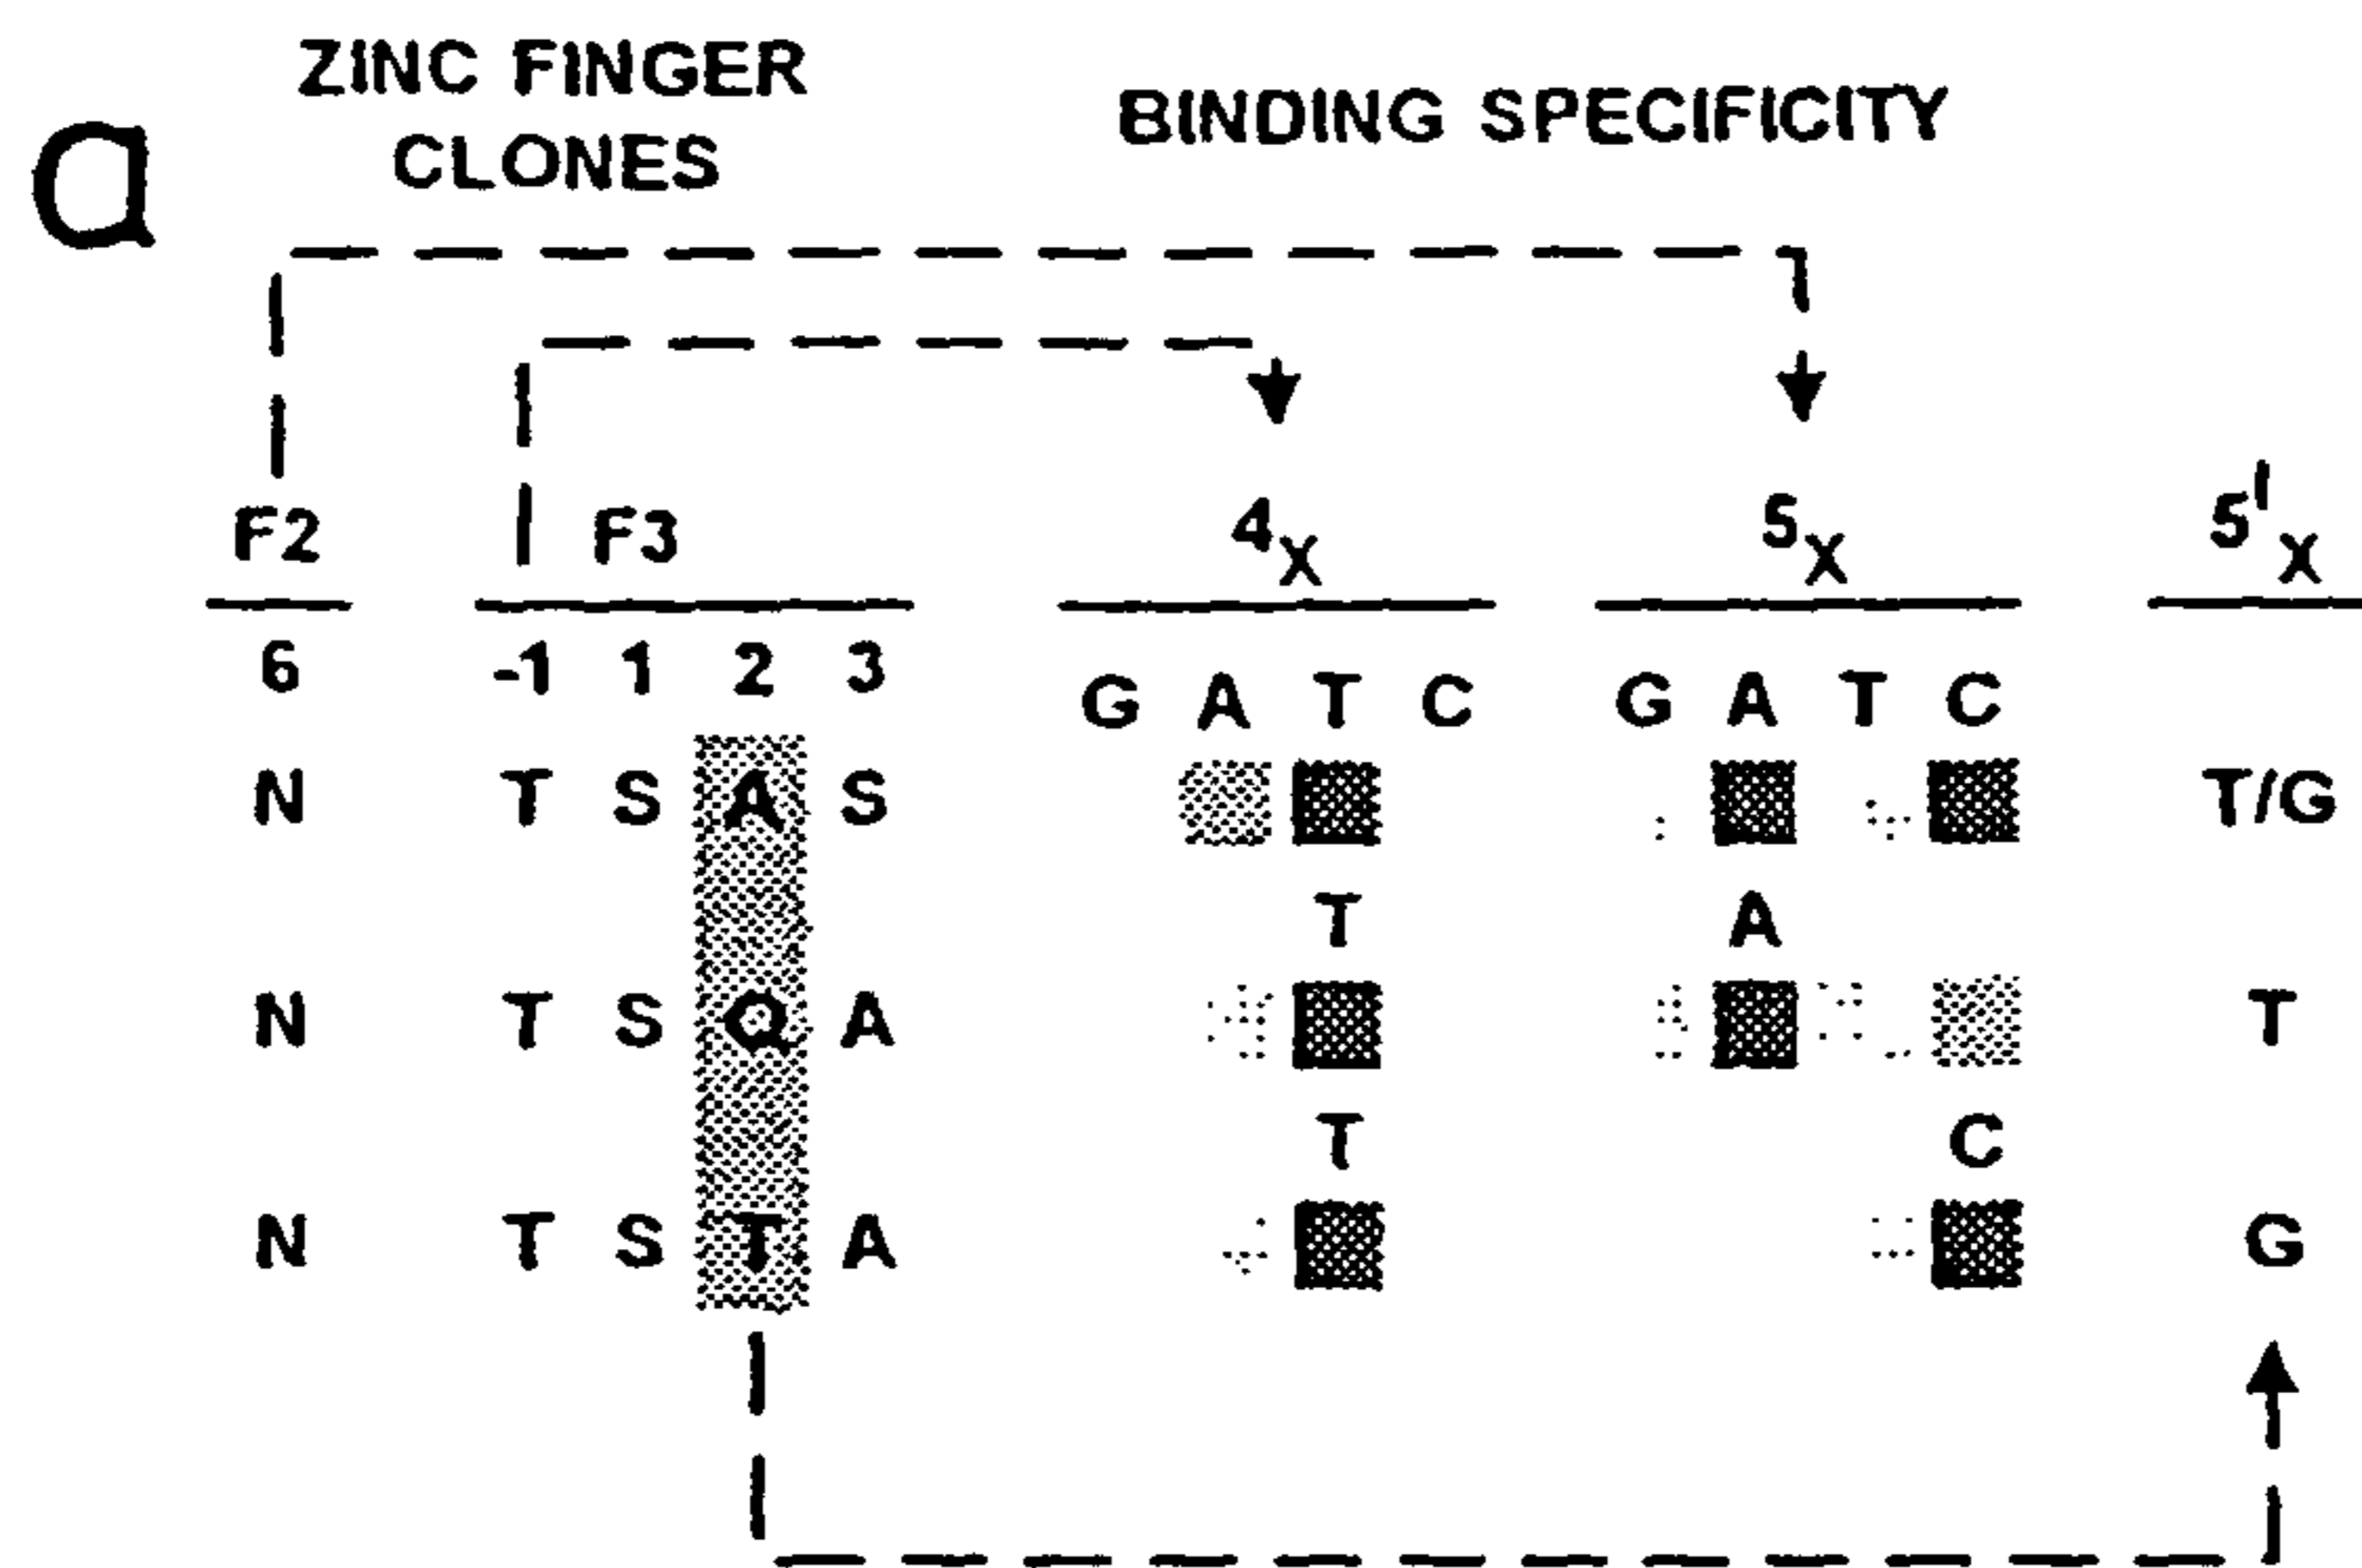 a
ZINC FINGER
CLONES
BINDING SPECIFICITY
F2 F3 4X 5X 5'X
6 -1 1 2 3 G A T C G A T C
N T S A S T/G
T A
N T S Q A T
T C
N T S T A G